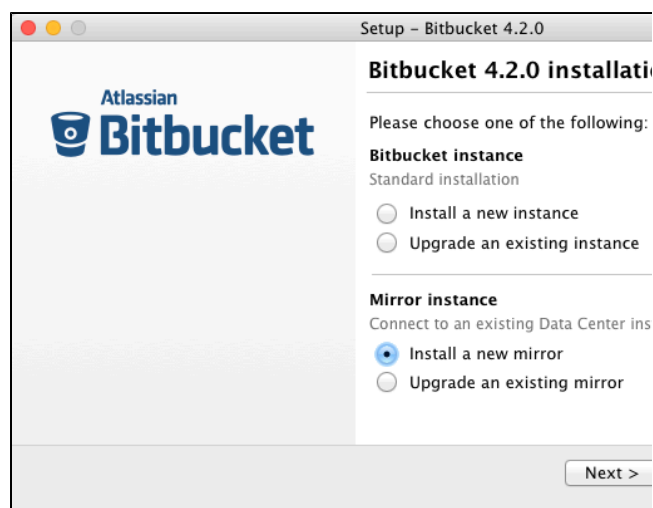 Setup – Bitbucket 4.2.0
Atlassian
Bitbucket
Bitbucket 4.2.0
Please choose one of the following:
Bitbucket instance
Standard installation
Install a new instance
Upgrade an existing instance
Mirror instance
Connect to an existing Data Center
Install a new mirror
Upgrade an existing mirror
Next >